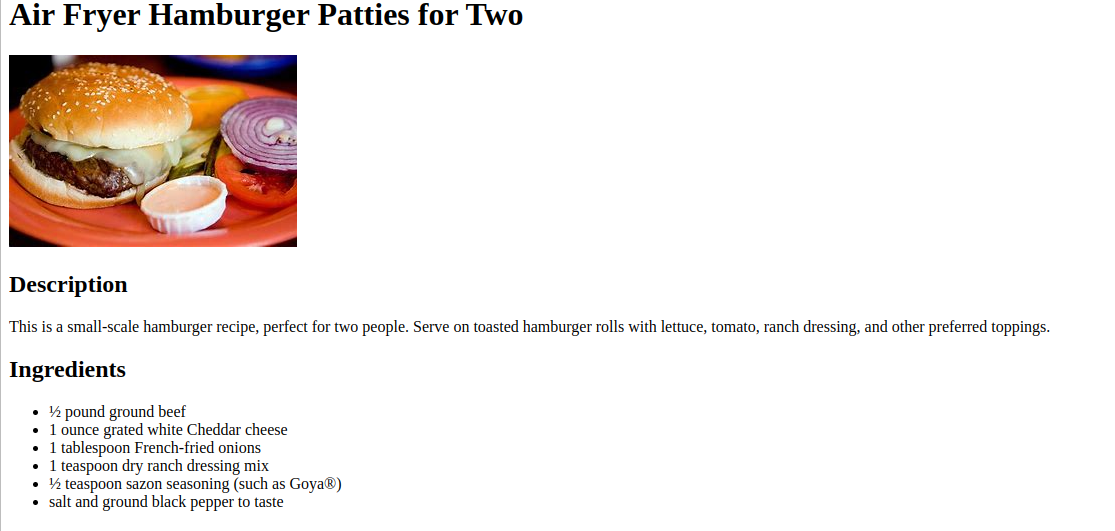 Air Fryer Hamburger Patties for Two
Description
This is a small-scale hamburger recipe, perfect for two people. Serve on toasted hamburger rolls with lettuce, tomato, ranch dressing, and other preferred toppings.
Ingredients
• ½ pound ground beef
• 1 ounce grated white Cheddar cheese
• 1 tablespoon French-fried onions
• 1 teaspoon dry ranch dressing mix
• ½ teaspoon sazon seasoning (such as Goya®)
• salt and ground black pepper to taste